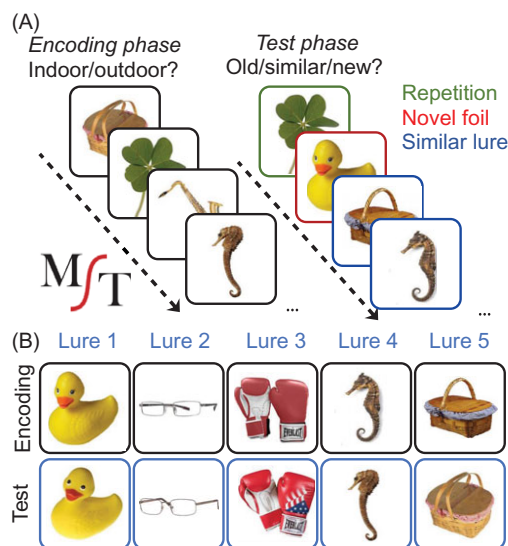 (A)
Encoding phase
Indoor/outdoor?
Test phase
Old/similar/new?
Repetition
Novel foil
Similar lure
MST
...
...
(B)
Lure 1 Lure 2 Lure 3 Lure 4 Lure 5
Encoding
EVERLAST
Test